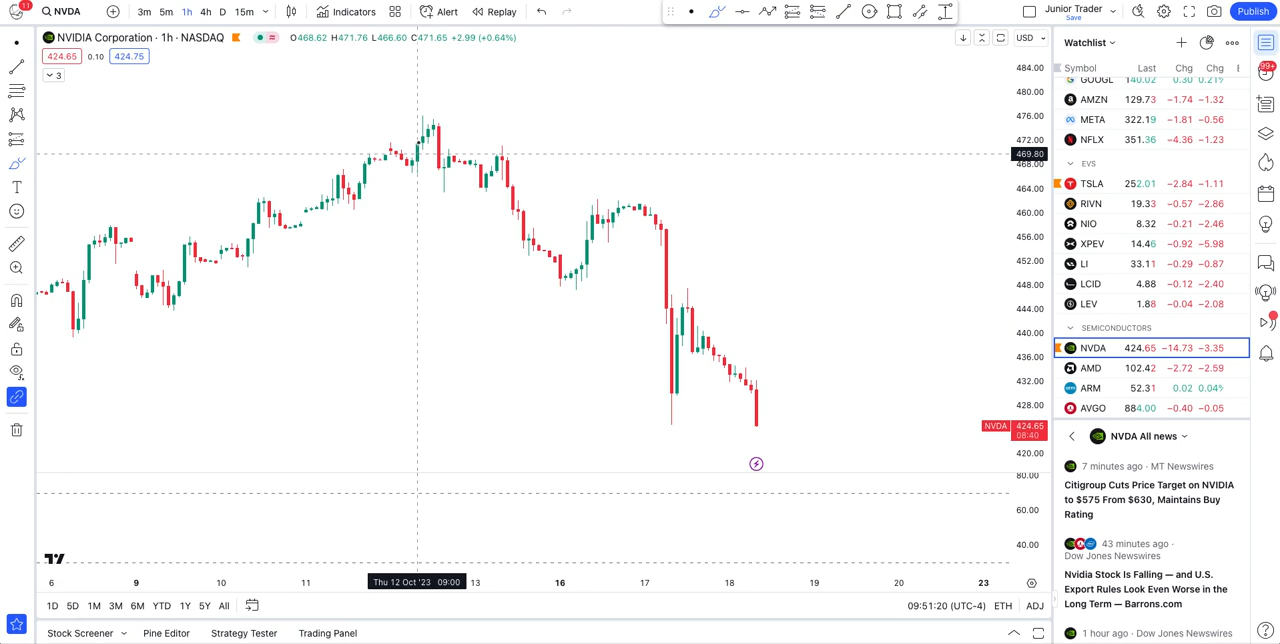 11
NVDA
3m 5m 1h 4h D 15m
Indicators
Alert
Replay
Junior Trader
Save
Publish
NVIDIA Corporation · 1h · NASDAQ
O468.62 H471.76 L466.60 C471.65 +2.99 (+0.64%)
424.65 0.10 424.75
3
USD
484.00
480.00
476.00
472.00
469.80
468.00
464.00
460.00
456.00
452.00
448.00
444.00
440.00
436.00
432.00
428.00
NVDA 424.65
08:40
420.00
80.00
60.00
40.00
6 9 10 11 Thu 12 Oct '23 09:00 13 16 17 18 19 20 23
1D 5D 1M 3M 6M YTD 1Y 5Y All
09:51:20 (UTC-4) ETH ADJ
Stock Screener Pine Editor Strategy Tester Trading Panel
Watchlist
99+
Symbol Last Chg Chg
GOOGL 140.02 0.30 0.21%
AMZN 129.73 −1.74 −1.32
META 322.19 −1.81 −0.56
NFLX 351.36 −4.36 −1.23
EVS
TSLA 252.01 −2.84 −1.11
RIVN 19.33 −0.57 −2.86
NIO 8.32 −0.21 −2.46
XPEV 14.46 −0.92 −5.98
LI 33.11 −0.29 −0.87
LCID 4.88 −0.12 −2.40
LEV 1.88 −0.04 −2.08
SEMICONDUCTORS
NVDA 424.65 −14.73 −3.35
AMD 102.42 −2.72 −2.59
ARM 52.31 0.02 0.04%
AVGO 884.00 −0.40 −0.05
NVDA All news
7 minutes ago · MT Newswires
Citigroup Cuts Price Target on NVIDIA
to $575 From $630, Maintains Buy
Rating
43 minutes ago ·
Dow Jones Newswires
Nvidia Stock Is Falling — and U.S.
Export Rules Look Even Worse in the
Long Term — Barrons.com
1 hour ago · Dow Jones Newswires